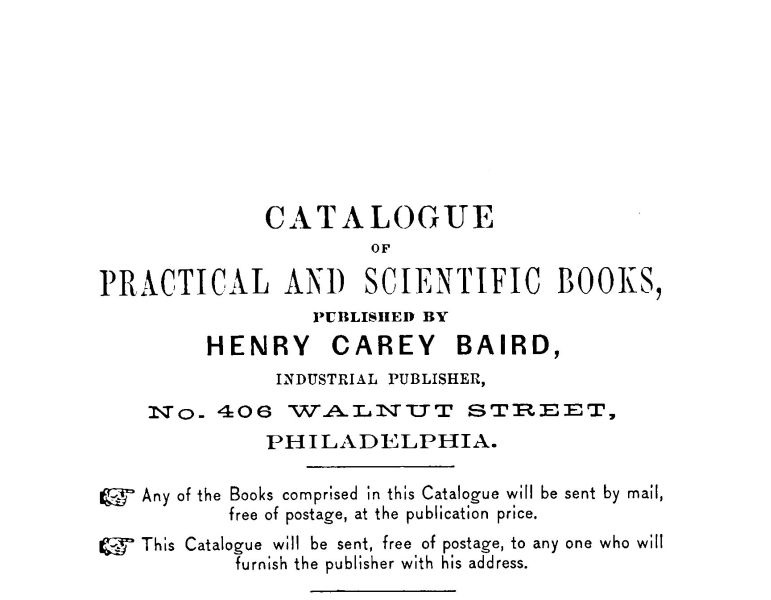 CATALOGUE
OF
PRACTICAL AND SCIENTIFIC BOOKS,
PUBLISHED BY
HENRY CAREY BAIRD,
INDUSTRIAL PUBLISHER,
No. 406 WALNUT STREET,
PHILADELPHIA.
☞ Any of the Books comprised in this Catalogue will be sent by mail,
free of postage, at the publication price.
☞ This Catalogue will be sent, free of postage, to any one who will
furnish the publisher with his address.